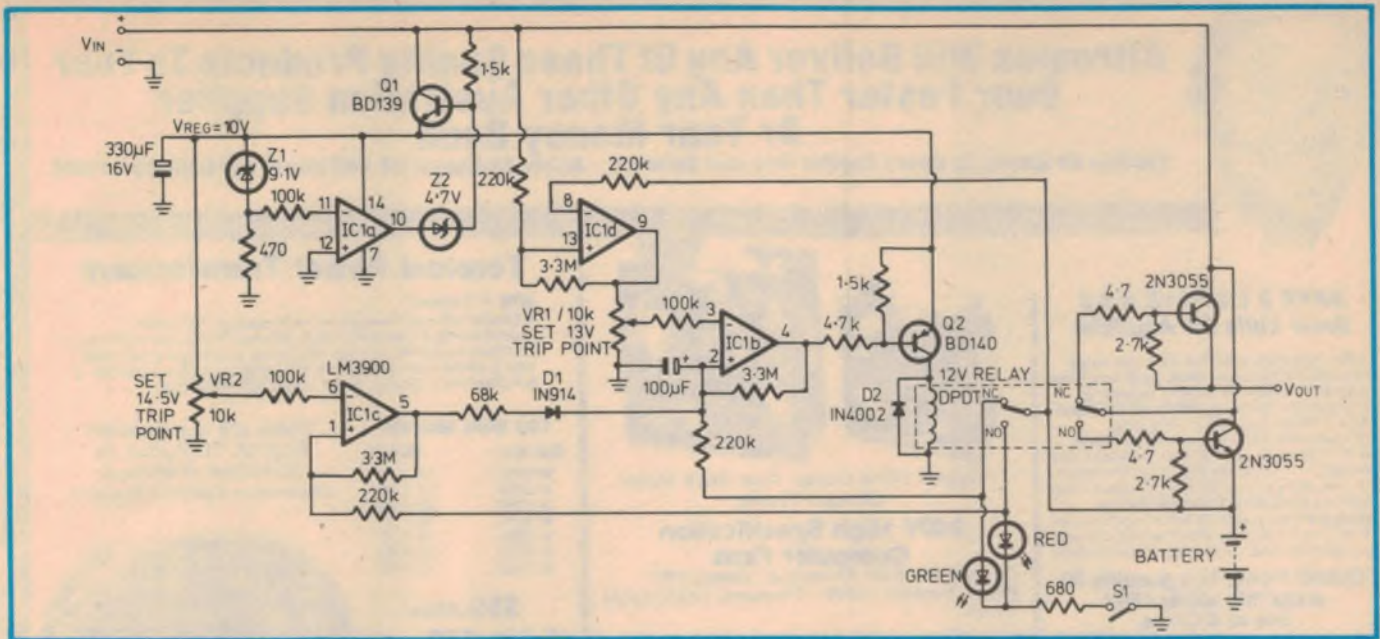 VIN
+
VREG=10V
330µF
16V
Z1
9·1V
100k
470
11
12
14
10
7
IC1a
Q1
BD139
1·5k
Z2
4·7V
220k
220k
8
13
9
IC1d
3·3M
VR1 / 10k
SET 13V
TRIP POINT
100k
3
2
4
IC1b
100µF
3·3M
220k
4·7k
1·5k
Q2
BD140
12V RELAY
DPDT
D2
IN4002
NC
NO
NC
NO
4·7
2N3055
2·7k
VOUT
4·7
2·7k
2N3055
SET
14·5V
TRIP
POINT
VR2
10k
100k
LM3900
6
1
5
IC1c
3·3M
220k
68k
D1
IN914
RED
GREEN
680
S1
BATTERY